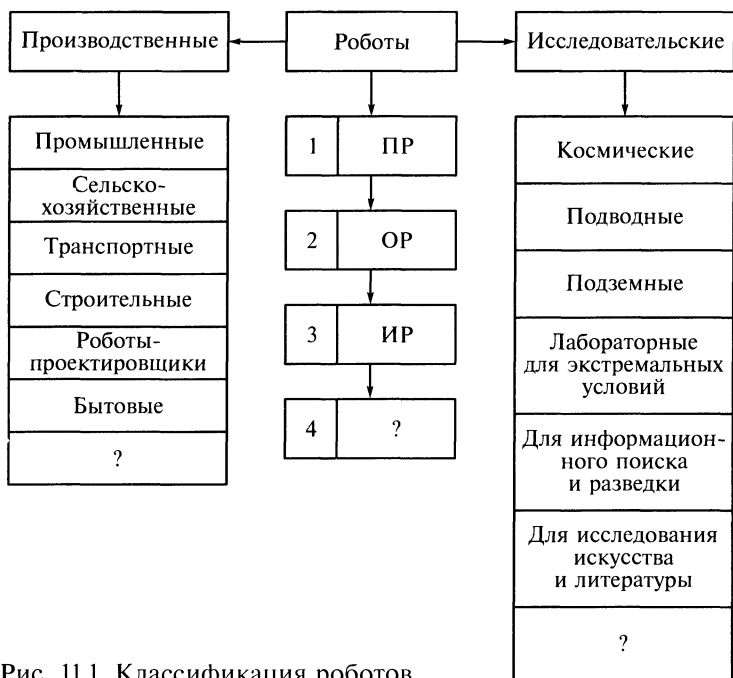 Производственные
Роботы
Исследовательские
Промышленные
Сельско-
хозяйственные
Транспортные
Строительные
Роботы-
проектировщики
Бытовые
?
1 ПР
2 ОР
3 ИР
4 ?
Космические
Подводные
Подземные
Лабораторные
для экстремальных
условий
Для информацион-
ного поиска
и разведки
Для исследования
искусства
и литературы
?
Рис. 11.1. Классификация роботов